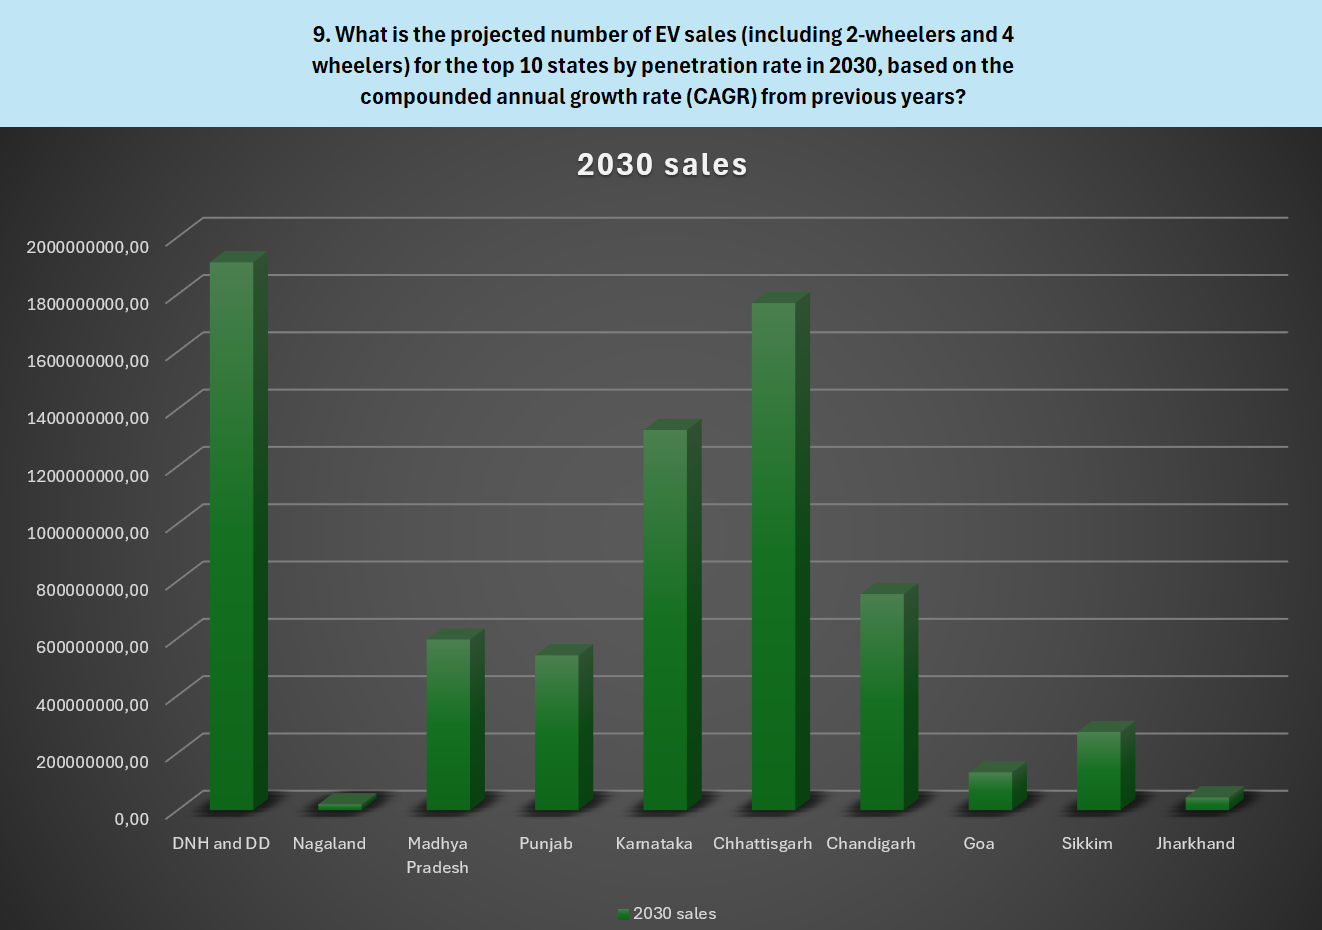 9. What is the projected number of EV sales (including 2-wheelers and 4
wheelers) for the top 10 states by penetration rate in 2030, based on the
compounded annual growth rate (CAGR) from previous years?
2030 sales
2000000000,00
1800000000,00
1600000000,00
1400000000,00
1200000000,00
1000000000,00
800000000,00
600000000,00
400000000,00
200000000,00
0,00
DNH and DD Nagaland Madhya Punjab Karnataka Chhattisgarh Chandigarh Goa Sikkim Jharkhand
Pradesh
2030 sales